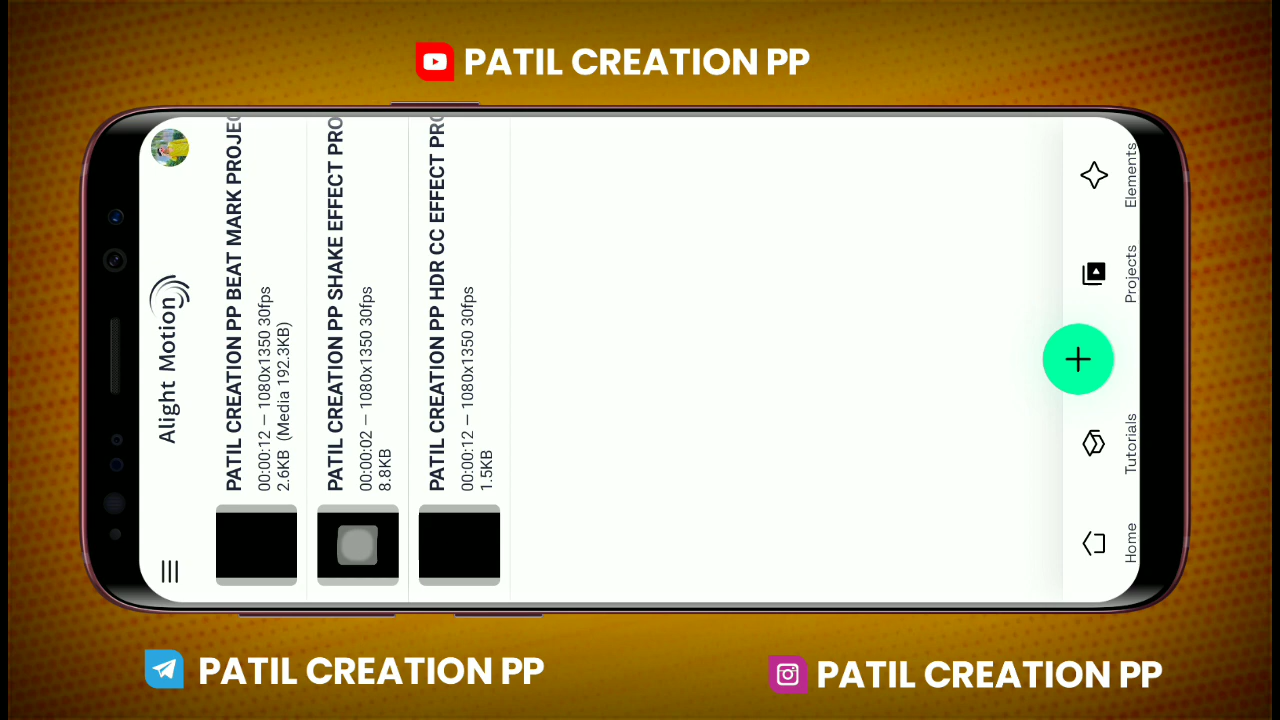 PATIL CREATION PP
Alight Motion
PATIL CREATION PP BEAT MARK PROJEC
00:00:12 — 1080x1350 30fps
2.6KB (Media 192.3KB)
PATIL CREATION PP SHAKE EFFECT PRO
00:00:02 — 1080x1350 30fps
8.8KB
PATIL CREATION PP HDR CC EFFECT PRO
00:00:12 — 1080x1350 30fps
1.5KB
Home
Tutorials
Projects
Elements
PATIL CREATION PP
PATIL CREATION PP